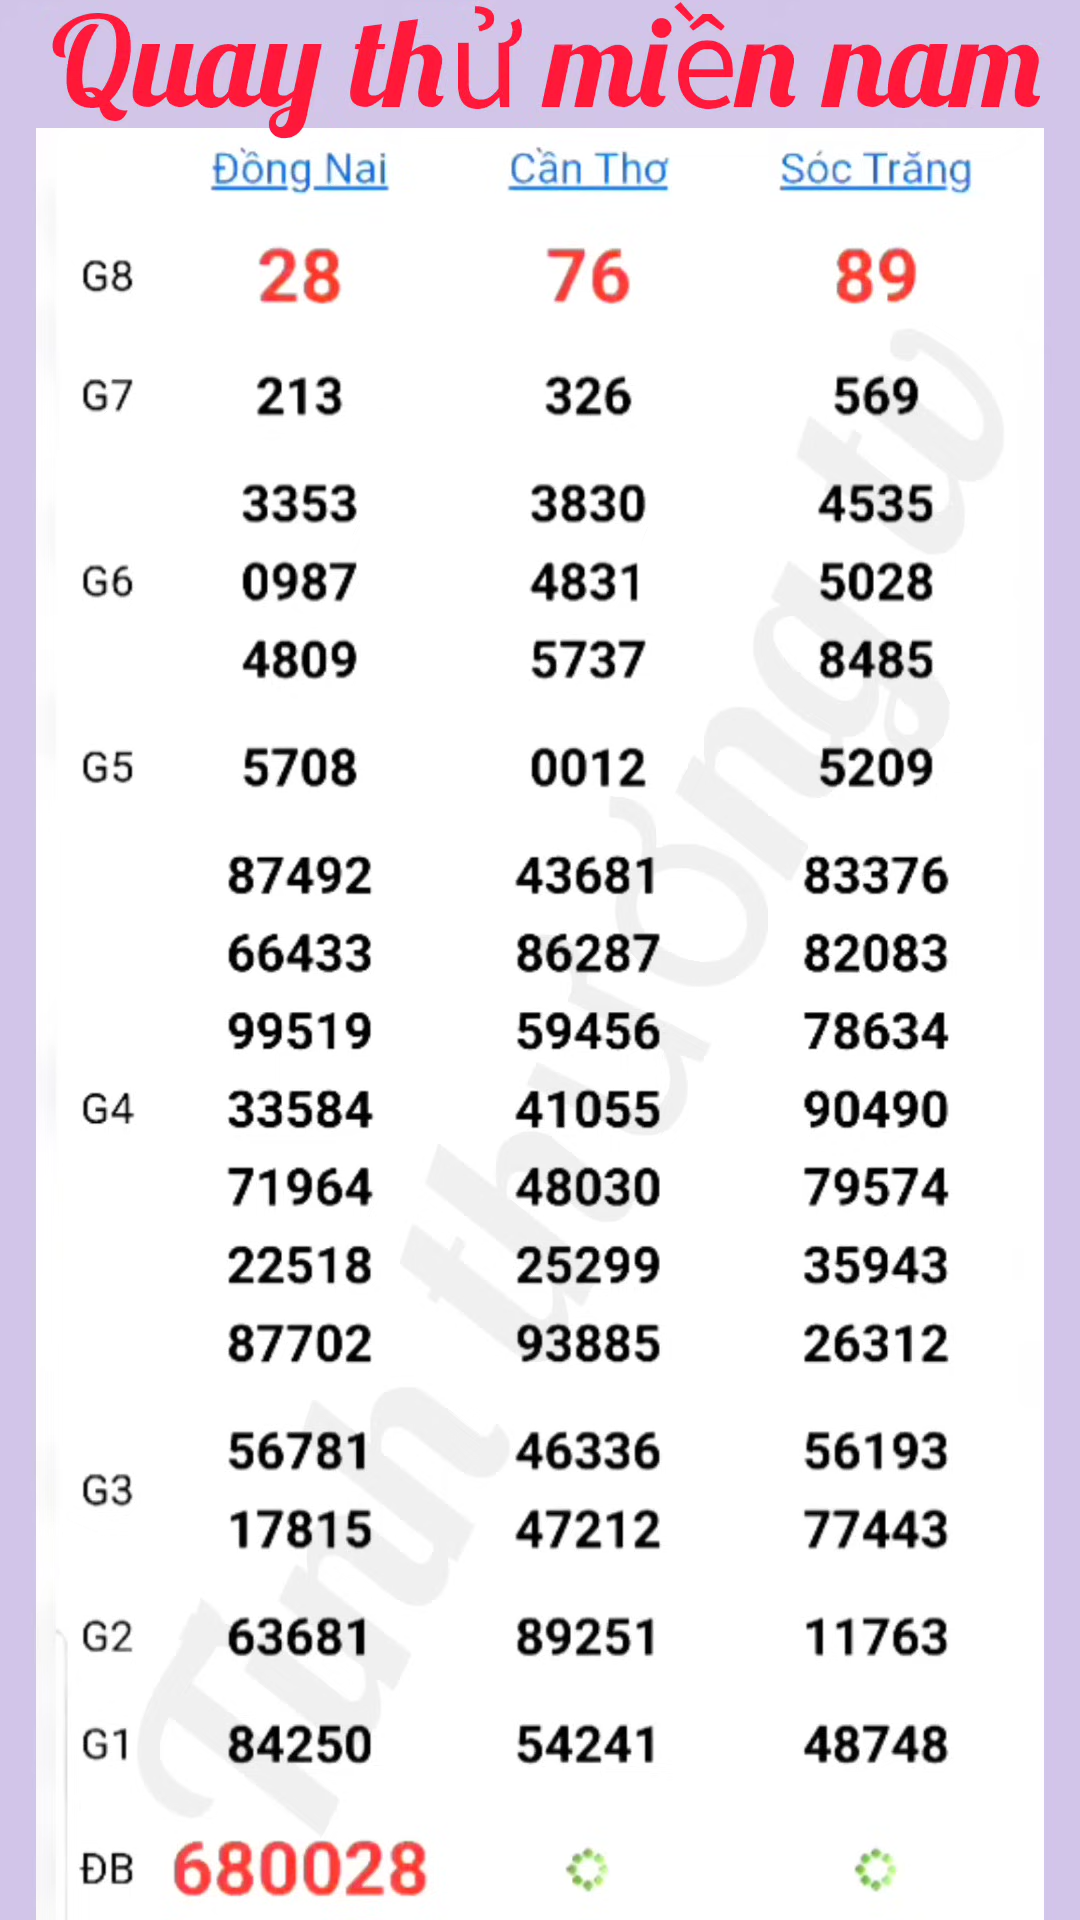 Quay thử miền nam
Đồng Nai Cần Thơ Sóc Trăng
G8 28 76 89
G7 213 326 569
3353 3830 4535
G6 0987 4831 5028
4809 5737 8485
G5 5708 0012 5209
87492 43681 83376
66433 86287 82083
99519 59456 78634
G4 33584 41055 90490
71964 48030 79574
22518 25299 35943
87702 93885 26312
56781 46336 56193
G3
17815 47212 77443
G2 63681 89251 11763
G1 84250 54241 48748
ĐB 680028
Tình thương tv